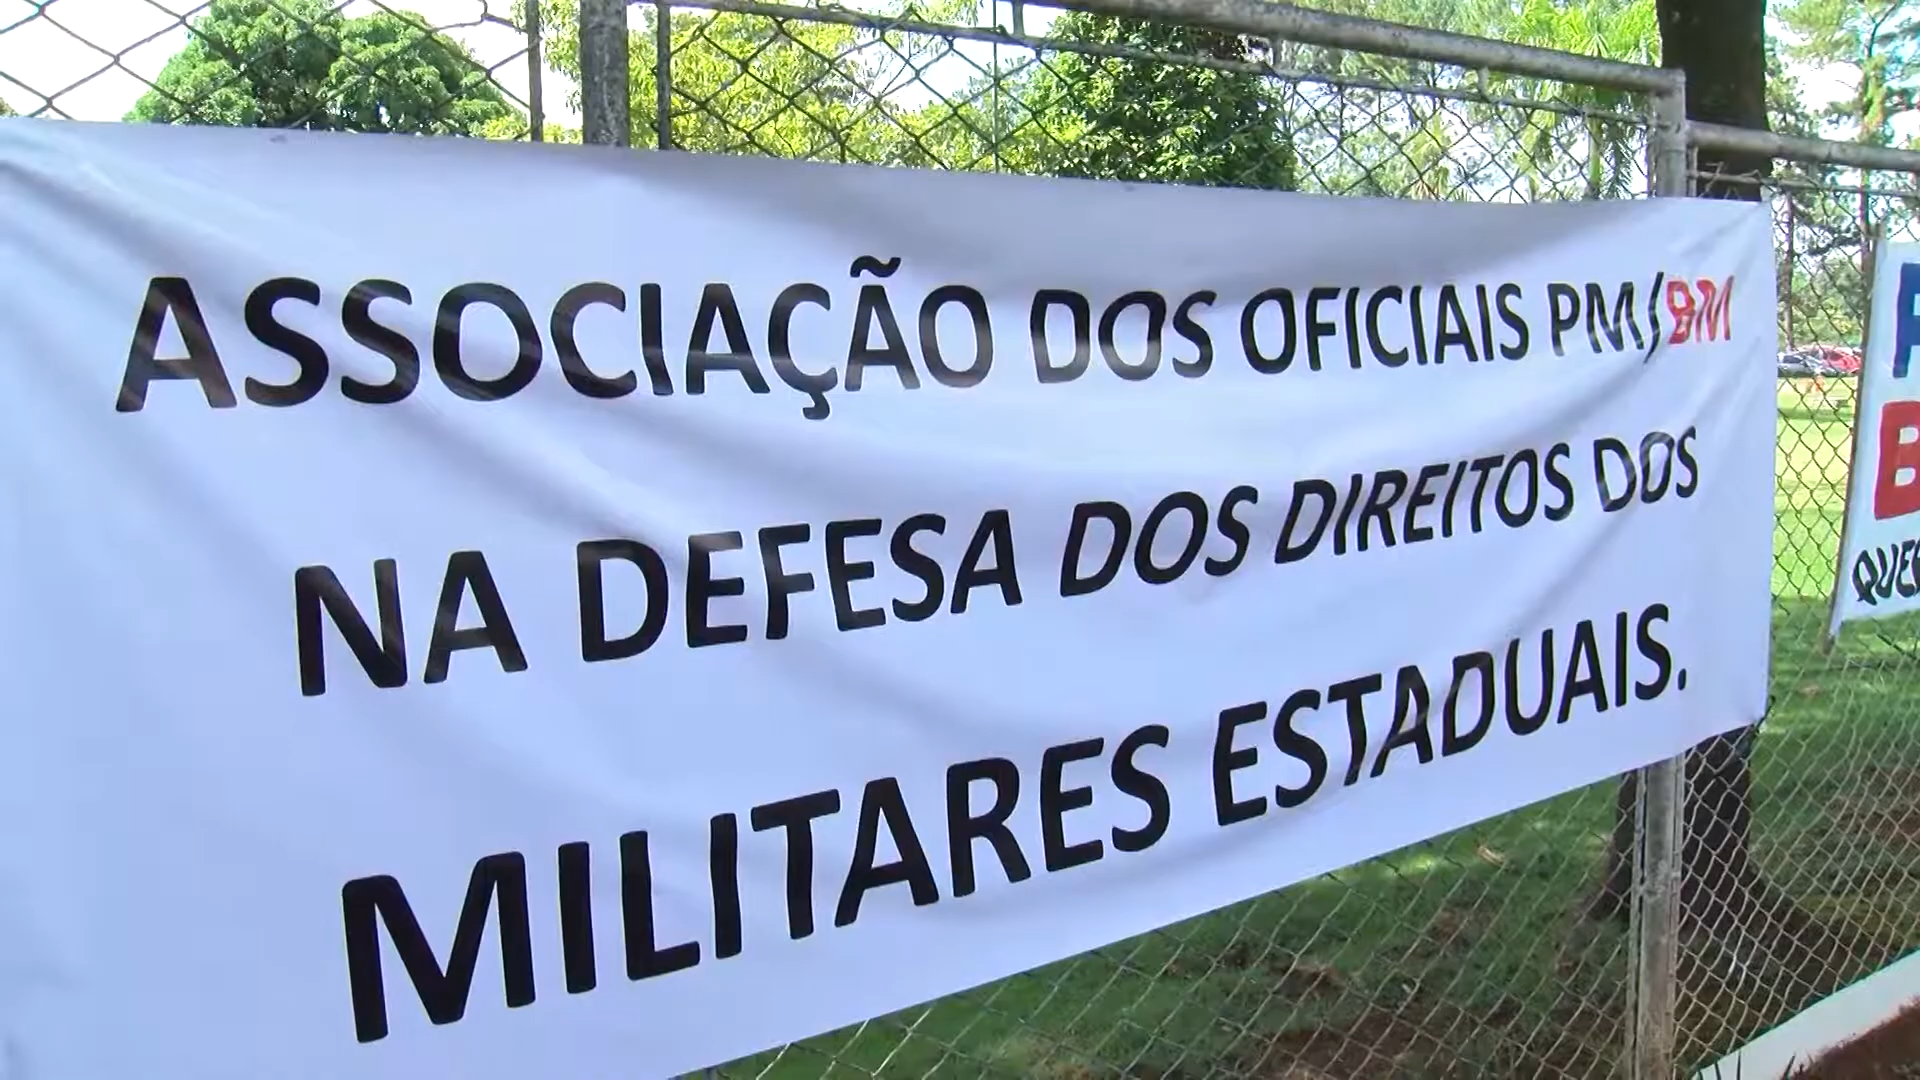 ASSOCIAÇÃO DOS OFICIAIS PM/BM
NA DEFESA DOS DIREITOS DOS
MILITARES ESTADUAIS.